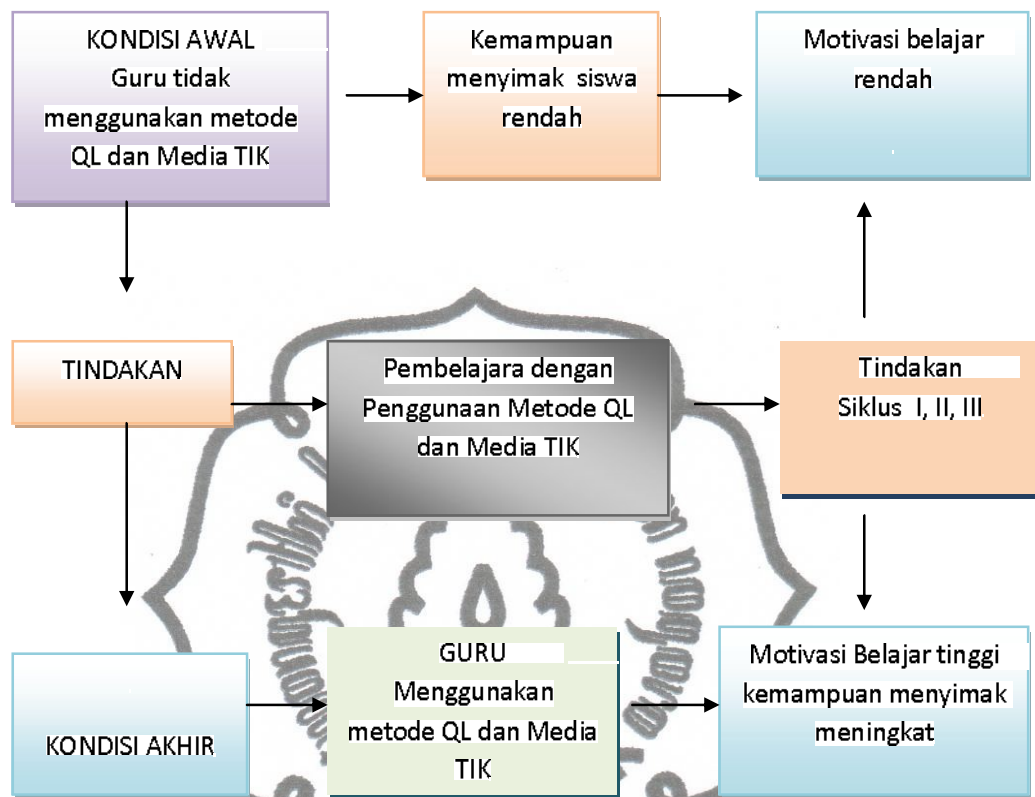 KONDISI AWAL
Guru tidak
menggunakan metode
QL dan Media TIK
Kemampuan
menyimak siswa
rendah
Motivasi belajar
rendah
TINDAKAN
Pembelajara dengan
Penggunaan Metode QL
dan Media TIK
Tindakan
Siklus I, II, III
KONDISI AKHIR
GURU
Menggunakan
metode QL dan Media
TIK
Motivasi Belajar tinggi
kemampuan menyimak
meningkat